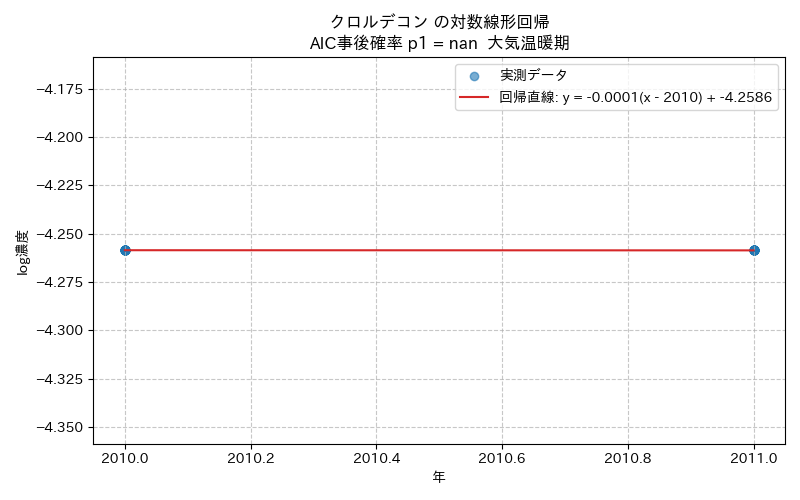 クロルデコン の対数線形回帰
AIC事後確率 p1 = nan  大気温暖期
実測データ
回帰直線: y = -0.0001(x - 2010) + -4.2586
−4.175
−4.200
−4.225
−4.250
−4.275
−4.300
−4.325
−4.350
log濃度
2010.0 2010.2 2010.4 2010.6 2010.8 2011.0
年